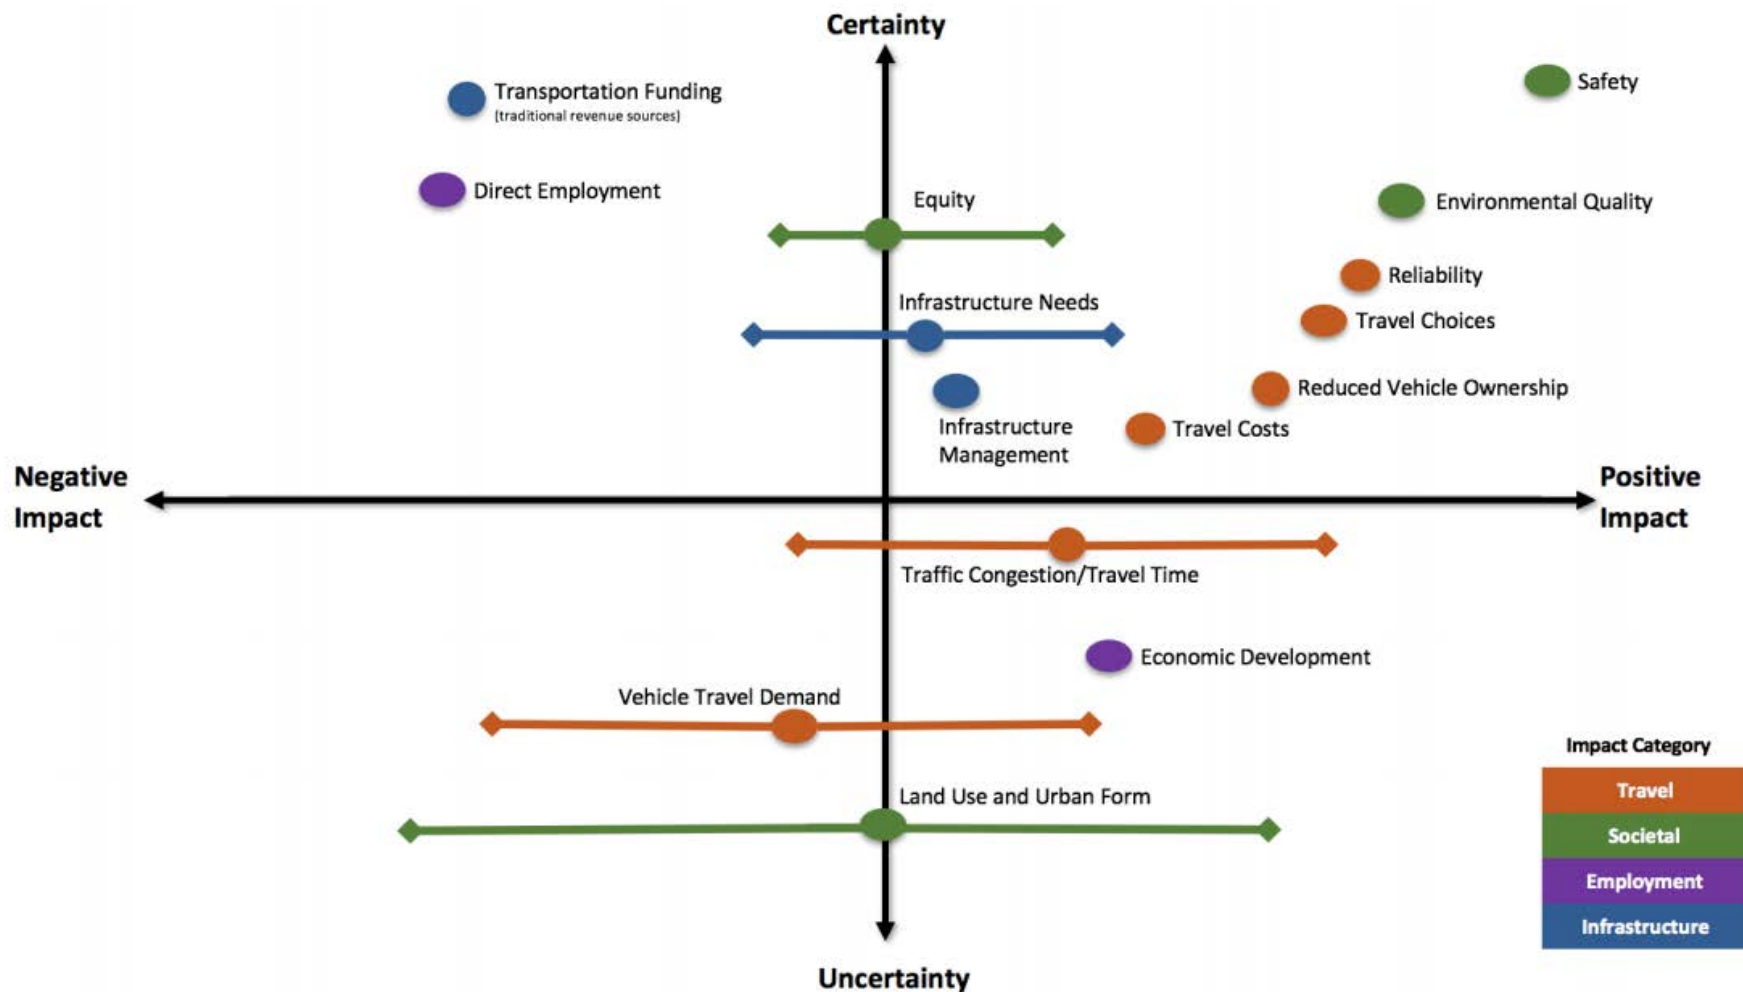 Certainty
Transportation Funding
(traditional revenue sources)
Safety
Direct Employment
Equity
Environmental Quality
Reliability
Infrastructure Needs
Travel Choices
Reduced Vehicle Ownership
Infrastructure
Management
Travel Costs
Negative
Impact
Positive
Impact
Traffic Congestion/Travel Time
Economic Development
Vehicle Travel Demand
Land Use and Urban Form
Impact Category
Travel
Societal
Employment
Infrastructure
Uncertainty